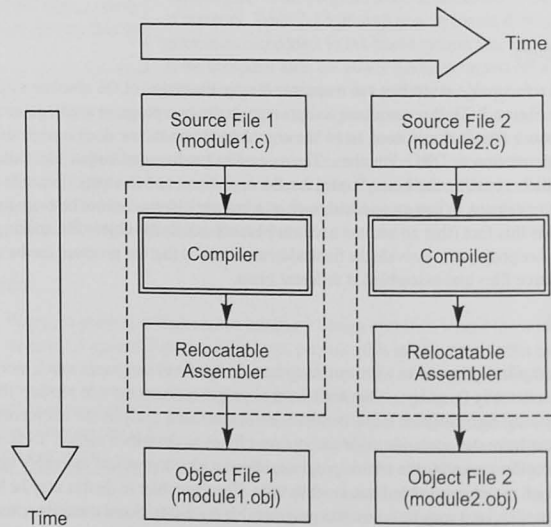 Time
Source File 1
(module1.c)
Source File 2
(module2.c)
Compiler
Compiler
Relocatable
Assembler
Relocatable
Assembler
Object File 1
(module1.obj)
Object File 2
(module2.obj)
Time